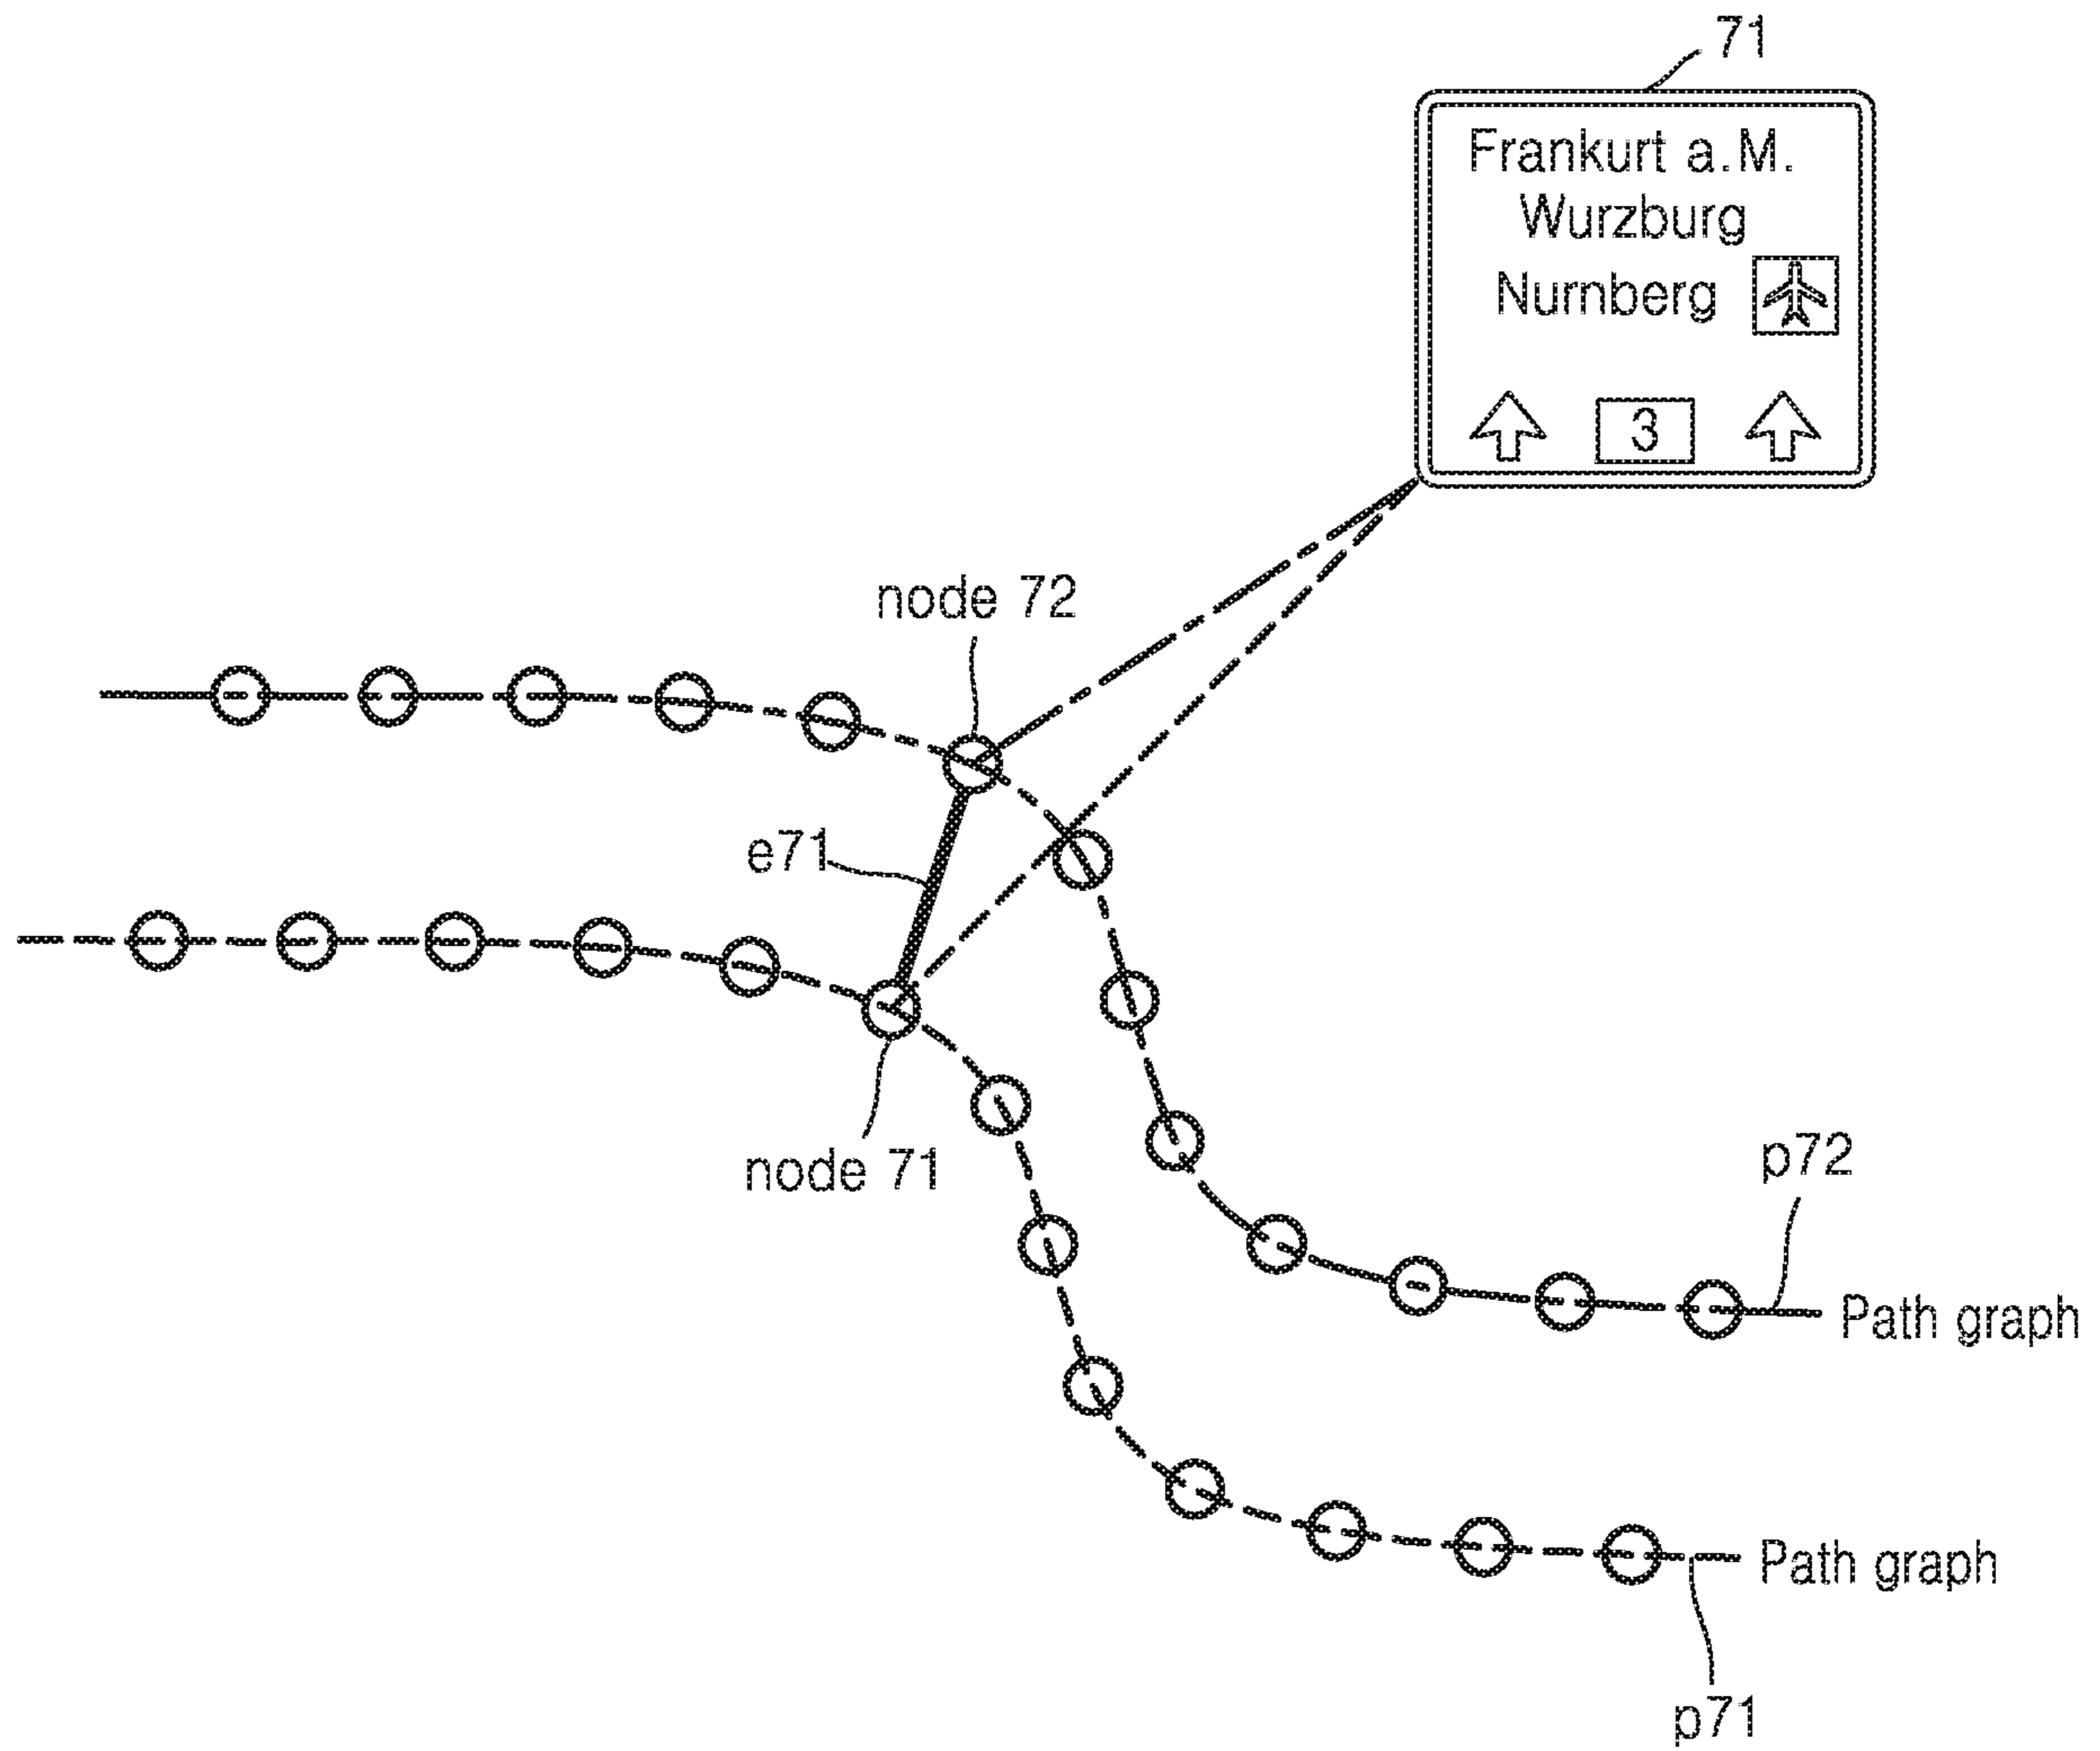 71
Frankurt a.M.
Wurzburg
Nurnberg
3
node 72
e71
node 71
p72
Path graph
Path graph
p71